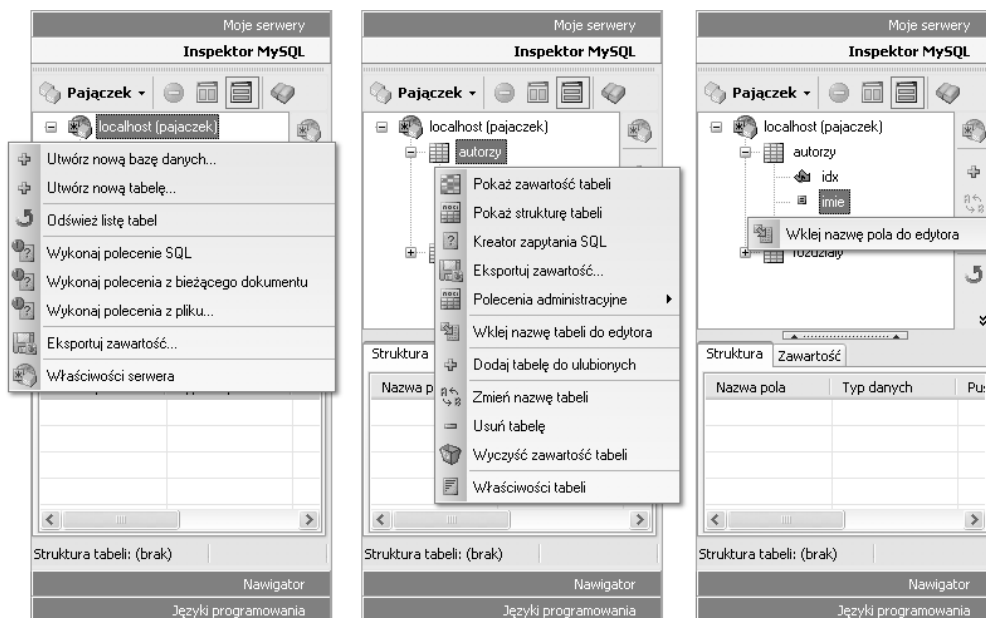 Moje serwery
Inspektor MySQL
Pajączek
localhost (pajaczek)
Utwórz nową bazę danych...
Utwórz nową tabelę...
Odśwież listę tabel
Wykonaj polecenie SQL
Wykonaj polecenia z bieżącego dokumentu
Wykonaj polecenia z pliku...
Eksportuj zawartość...
Właściwości serwera
Struktura tabeli: (brak)
Nawigator
Języki programowania
Moje serwery
Inspektor MySQL
Pajączek
localhost (pajaczek)
autorzy
Pokaż zawartość tabeli
Pokaż strukturę tabeli
Kreator zapytania SQL
Eksportuj zawartość...
Polecenia administracyjne
Wklej nazwę tabeli do edytora
Dodaj tabelę do ulubionych
Zmień nazwę tabeli
Usuń tabelę
Wyczyść zawartość tabeli
Właściwości tabeli
Struktura
Nazwa p
Struktura tabeli: (brak)
Nawigator
Języki programowania
Moje serwery
Inspektor MySQL
Pajączek
localhost (pajaczek)
autorzy
idx
imie
Wklej nazwę pola do edytora
rozdziały
Struktura Zawartość
Nazwa pola Typ danych Pu
Struktura tabeli: (brak)
Nawigator
Języki programowania